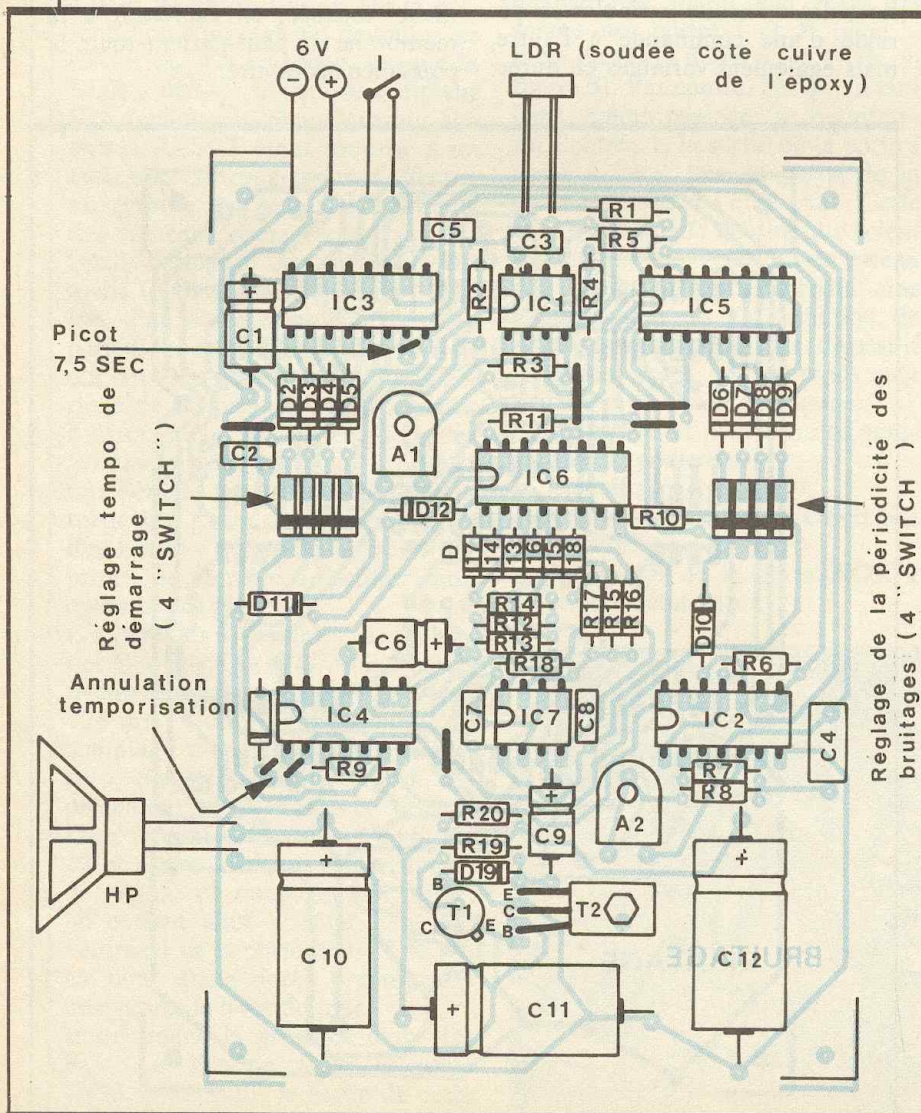 6V
I
LDR (soudée côté cuivre
de l'époxy)
R1
C5
C3
R5
R2
R4
IC3
IC1
IC5
C1
Picot
7,5 SEC
R3
D2
D3
D4
D5
D6
D7
D8
D9
R11
A1
C2
IC6
Réglage tempo de
démarrage
(4 "SWITCH")
D12
R10
D
17
14
13
16
15
18
R17
R15
R16
Réglage de la périodicité des
bruitages (4 "SWITCH")
D11
R14
R12
R13
R18
D10
C6
R6
Annulation
temporisation
IC4
C7
IC7
C8
IC2
C4
R9
R7
R8
R20
C9
A2
R19
D19
HP
B
T1
C
E
E
C
B
T2
C10
C12
BRUITAGE
C11